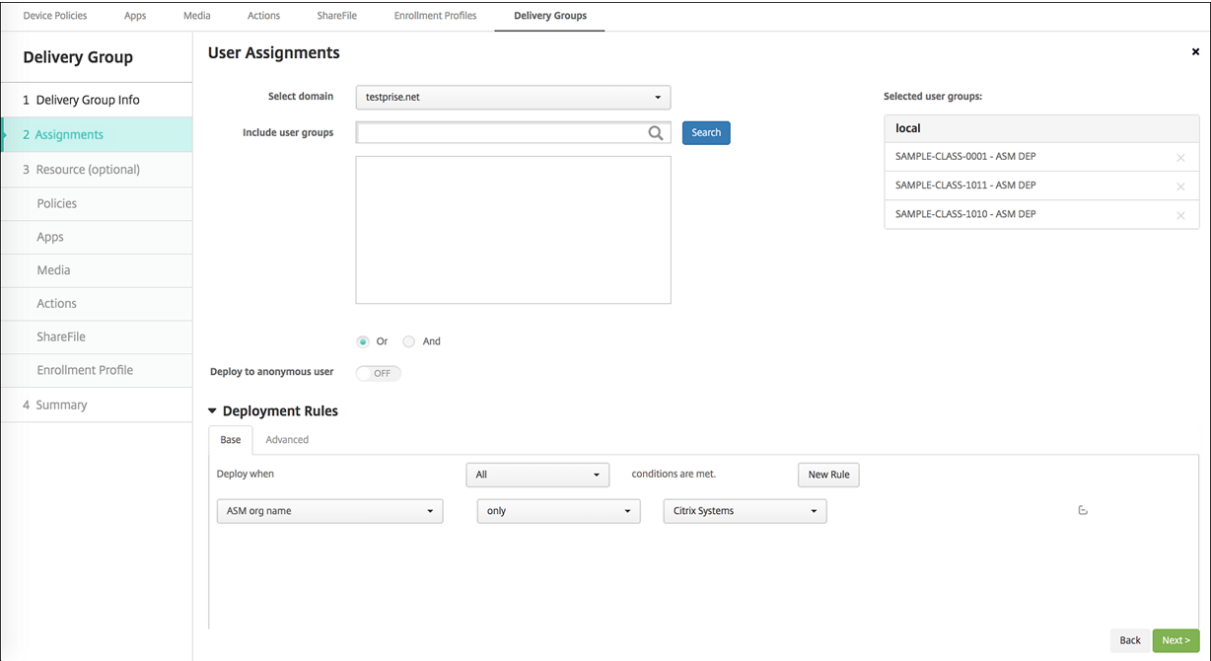 Device Policies Apps Media Actions ShareFile Enrollment Profiles Delivery Groups
Delivery Group
1 Delivery Group Info
2 Assignments
3 Resource (optional)
Policies
Apps
Media
Actions
ShareFile
Enrollment Profile
4 Summary
User Assignments
Select domain testprise.net
Include user groups Search
Or And
Deploy to anonymous user OFF
Selected user groups:
local
SAMPLE-CLASS-0001 - ASM DEP
SAMPLE-CLASS-1011 - ASM DEP
SAMPLE-CLASS-1010 - ASM DEP
Deployment Rules
Base Advanced
Deploy when All conditions are met. New Rule
ASM org name only Citrix Systems
Back Next >